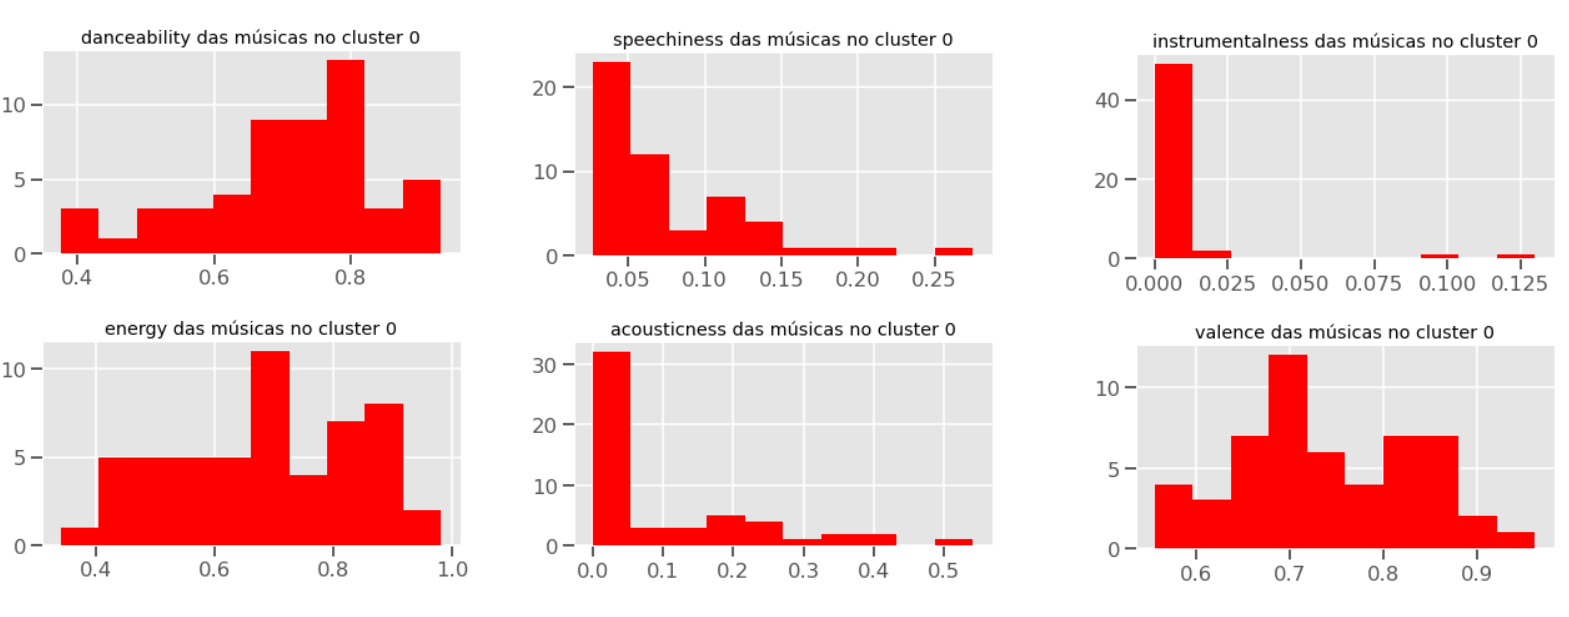 danceability das músicas no cluster 0
10
5
0
0.4 0.6 0.8
speechiness das músicas no cluster 0
20
10
0
0.05 0.10 0.15 0.20 0.25
instrumentalness das músicas no cluster 0
40
20
0
0.000 0.025 0.050 0.075 0.100 0.125
energy das músicas no cluster 0
10
5
0
0.4 0.6 0.8 1.0
acousticness das músicas no cluster 0
30
20
10
0
0.0 0.1 0.2 0.3 0.4 0.5
valence das músicas no cluster 0
10
5
0
0.6 0.7 0.8 0.9